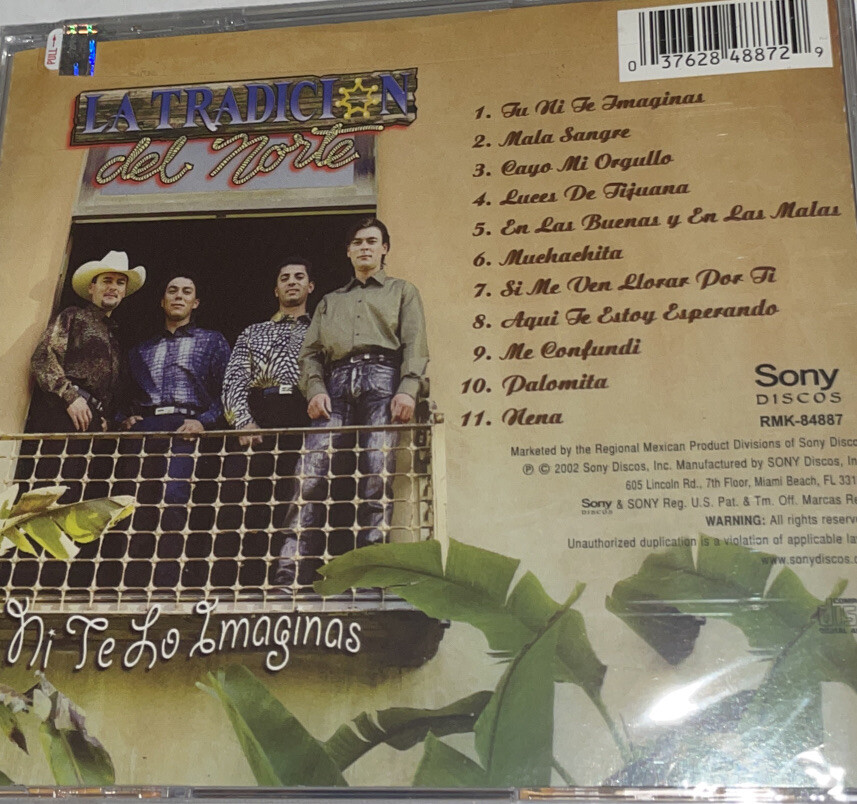 PULL→
0 37628 48872 9
LA TRADICION
del Norte
1. Tu Ni Te Imaginas
2. Mala Sangre
3. Cayo Mi Orgullo
4. Luces De Tijuana
5. En Las Buenas y En Las Malas
6. Muchachita
7. Si Me Ven Llorar Por Ti
8. Aqui Te Estoy Esperando
9. Me Confundi
10. Palomita
11. Nena
Sony
DISCOS
RMK-84887
Marketed by the Regional Mexican Product Divisions of Sony Disco
℗ © 2002 Sony Discos, Inc. Manufactured by SONY Discos, In
605 Lincoln Rd., 7th Floor, Miami Beach, FL 331
Sony DISCOS & SONY Reg. U.S. Pat. & Tm. Off. Marcas Re
WARNING: All rights reserve
Unauthorized duplication is a violation of applicable la
www.sonydiscos.c
Ni Te Lo Imaginas